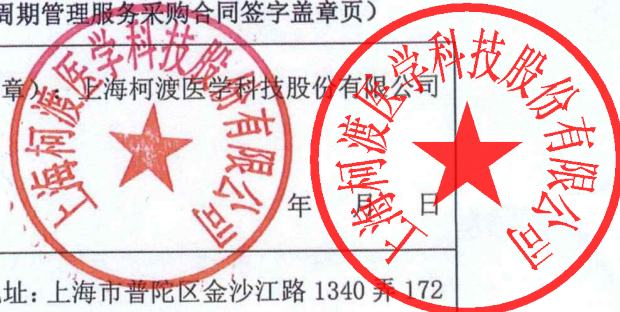 周期管理服务采购合同签字盖章页）
章）：上海柯渡医学科技股份有限公司
上海柯渡医学科技股份有限公司
上海柯渡医学科技股份有限公司
年 月 日
址：上海市普陀区金沙江路 1340 弄 172